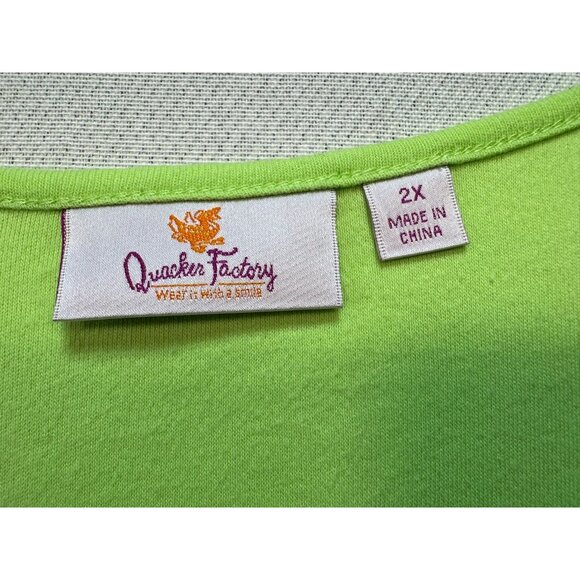 Quacker Factory
Wear it with a smile
2X
MADE IN
CHINA